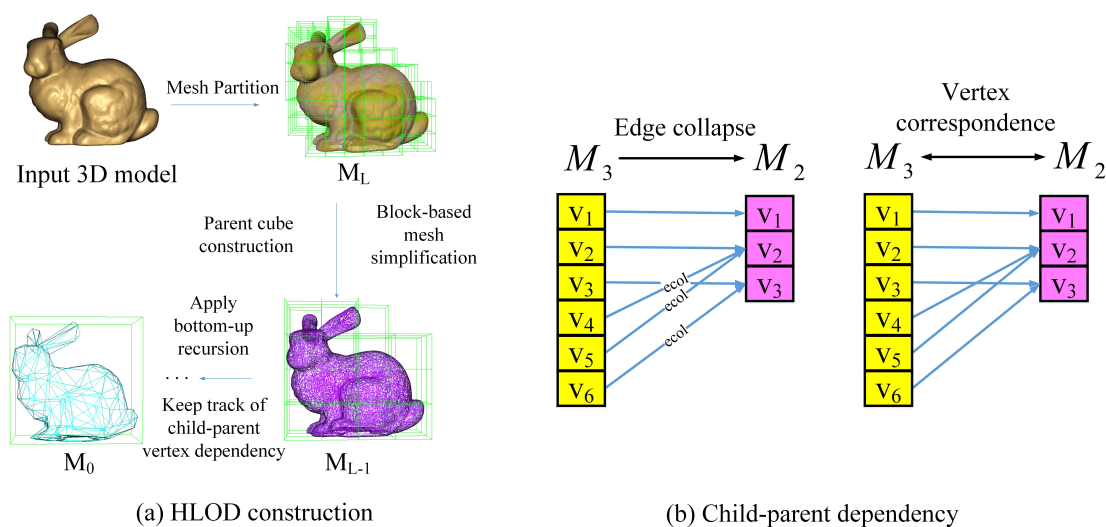 Mesh Partition
Input 3D model
M_L
Parent cube
construction
Block-based
mesh
simplification
Apply
bottom-up
recursion
. . .
Keep track of
child-parent
vertex dependency
M_0
M_{L-1}
(a) HLOD construction
Edge collapse
M_3
M_2
v_1
v_2
v_3
v_4
v_5
v_6
ecol
ecol
ecol
v_1
v_2
v_3
Vertex
correspondence
M_3
M_2
v_1
v_2
v_3
v_4
v_5
v_6
v_1
v_2
v_3
(b) Child-parent dependency